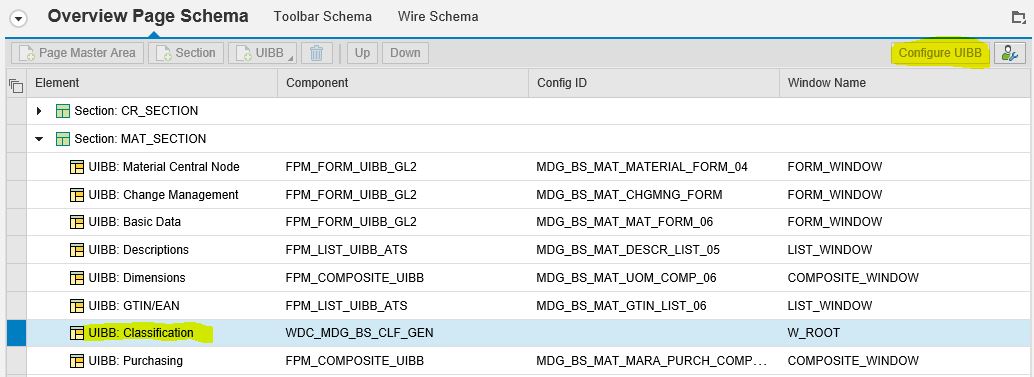 Overview Page Schema Toolbar Schema Wire Schema
Page Master Area Section UIBB Up Down Configure UIBB
Element Component Config ID Window Name
Section: CR_SECTION
Section: MAT_SECTION
UIBB: Material Central Node FPM_FORM_UIBB_GL2 MDG_BS_MAT_MATERIAL_FORM_04 FORM_WINDOW
UIBB: Change Management FPM_FORM_UIBB_GL2 MDG_BS_MAT_CHGMNG_FORM FORM_WINDOW
UIBB: Basic Data FPM_FORM_UIBB_GL2 MDG_BS_MAT_MAT_FORM_06 FORM_WINDOW
UIBB: Descriptions FPM_LIST_UIBB_ATS MDG_BS_MAT_DESCR_LIST_05 LIST_WINDOW
UIBB: Dimensions FPM_COMPOSITE_UIBB MDG_BS_MAT_UOM_COMP_06 COMPOSITE_WINDOW
UIBB: GTIN/EAN FPM_LIST_UIBB_ATS MDG_BS_MAT_GTIN_LIST_06 LIST_WINDOW
UIBB: Classification WDC_MDG_BS_CLF_GEN W_ROOT
UIBB: Purchasing FPM_COMPOSITE_UIBB MDG_BS_MAT_MARA_PURCH_COMP... COMPOSITE_WINDOW